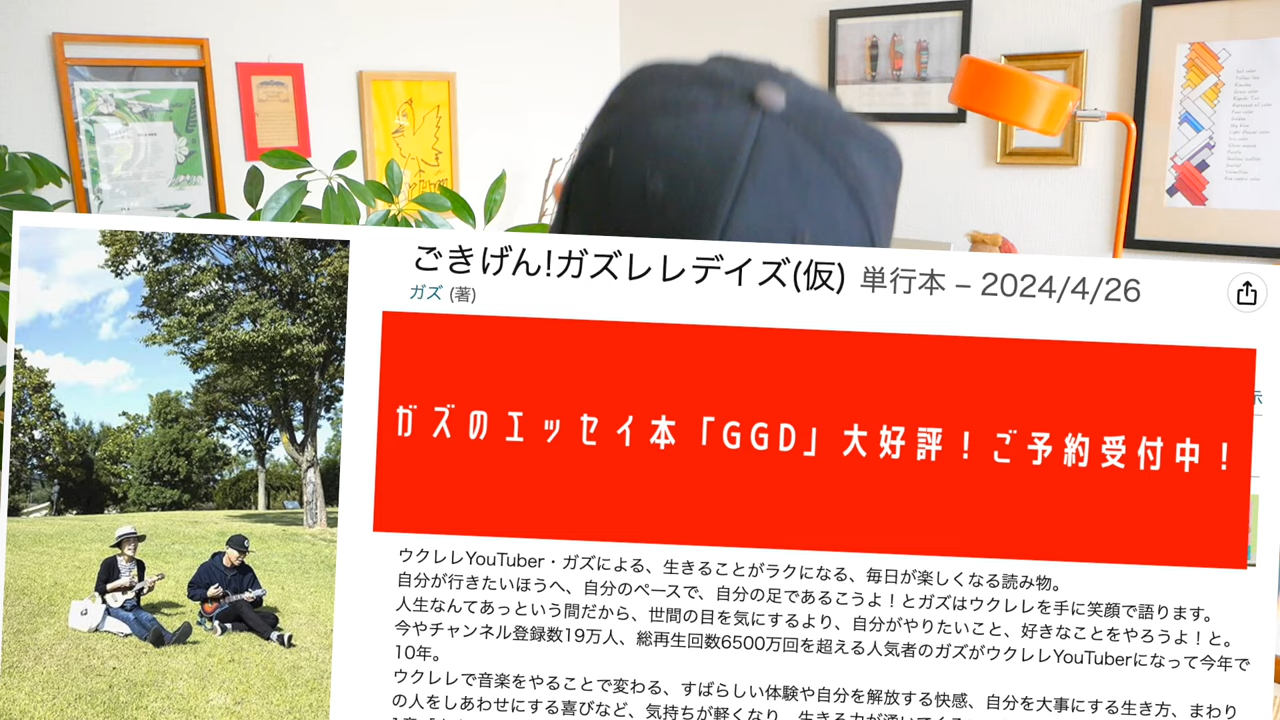 ごきげん!ガズレレデイズ(仮) 単行本 – 2024/4/26
ガズ (著)
ガズのエッセイ本「GGD」大好評！ご予約受付中！
ウクレレYouTuber・ガズによる、生きることがラクになる、毎日が楽しくなる読み物。
自分が行きたいほうへ、自分のペースで、自分の足であるこうよ！とガズはウクレレを手に笑顔で語ります。
人生なんてあっという間だから、世間の目を気にするより、自分がやりたいこと、好きなことをやろうよ！と。
今やチャンネル登録数19万人、総再生回数6500万回を超える人気者のガズがウクレレYouTuberになって今年で
10年。
ウクレレで音楽をやることで変わる、すばらしい体験や自分を解放する快感、自分を大事にする生き方、まわり
の人をしあわせにする喜びなど、気持ちが軽くなり、生きる力が湧いてくる